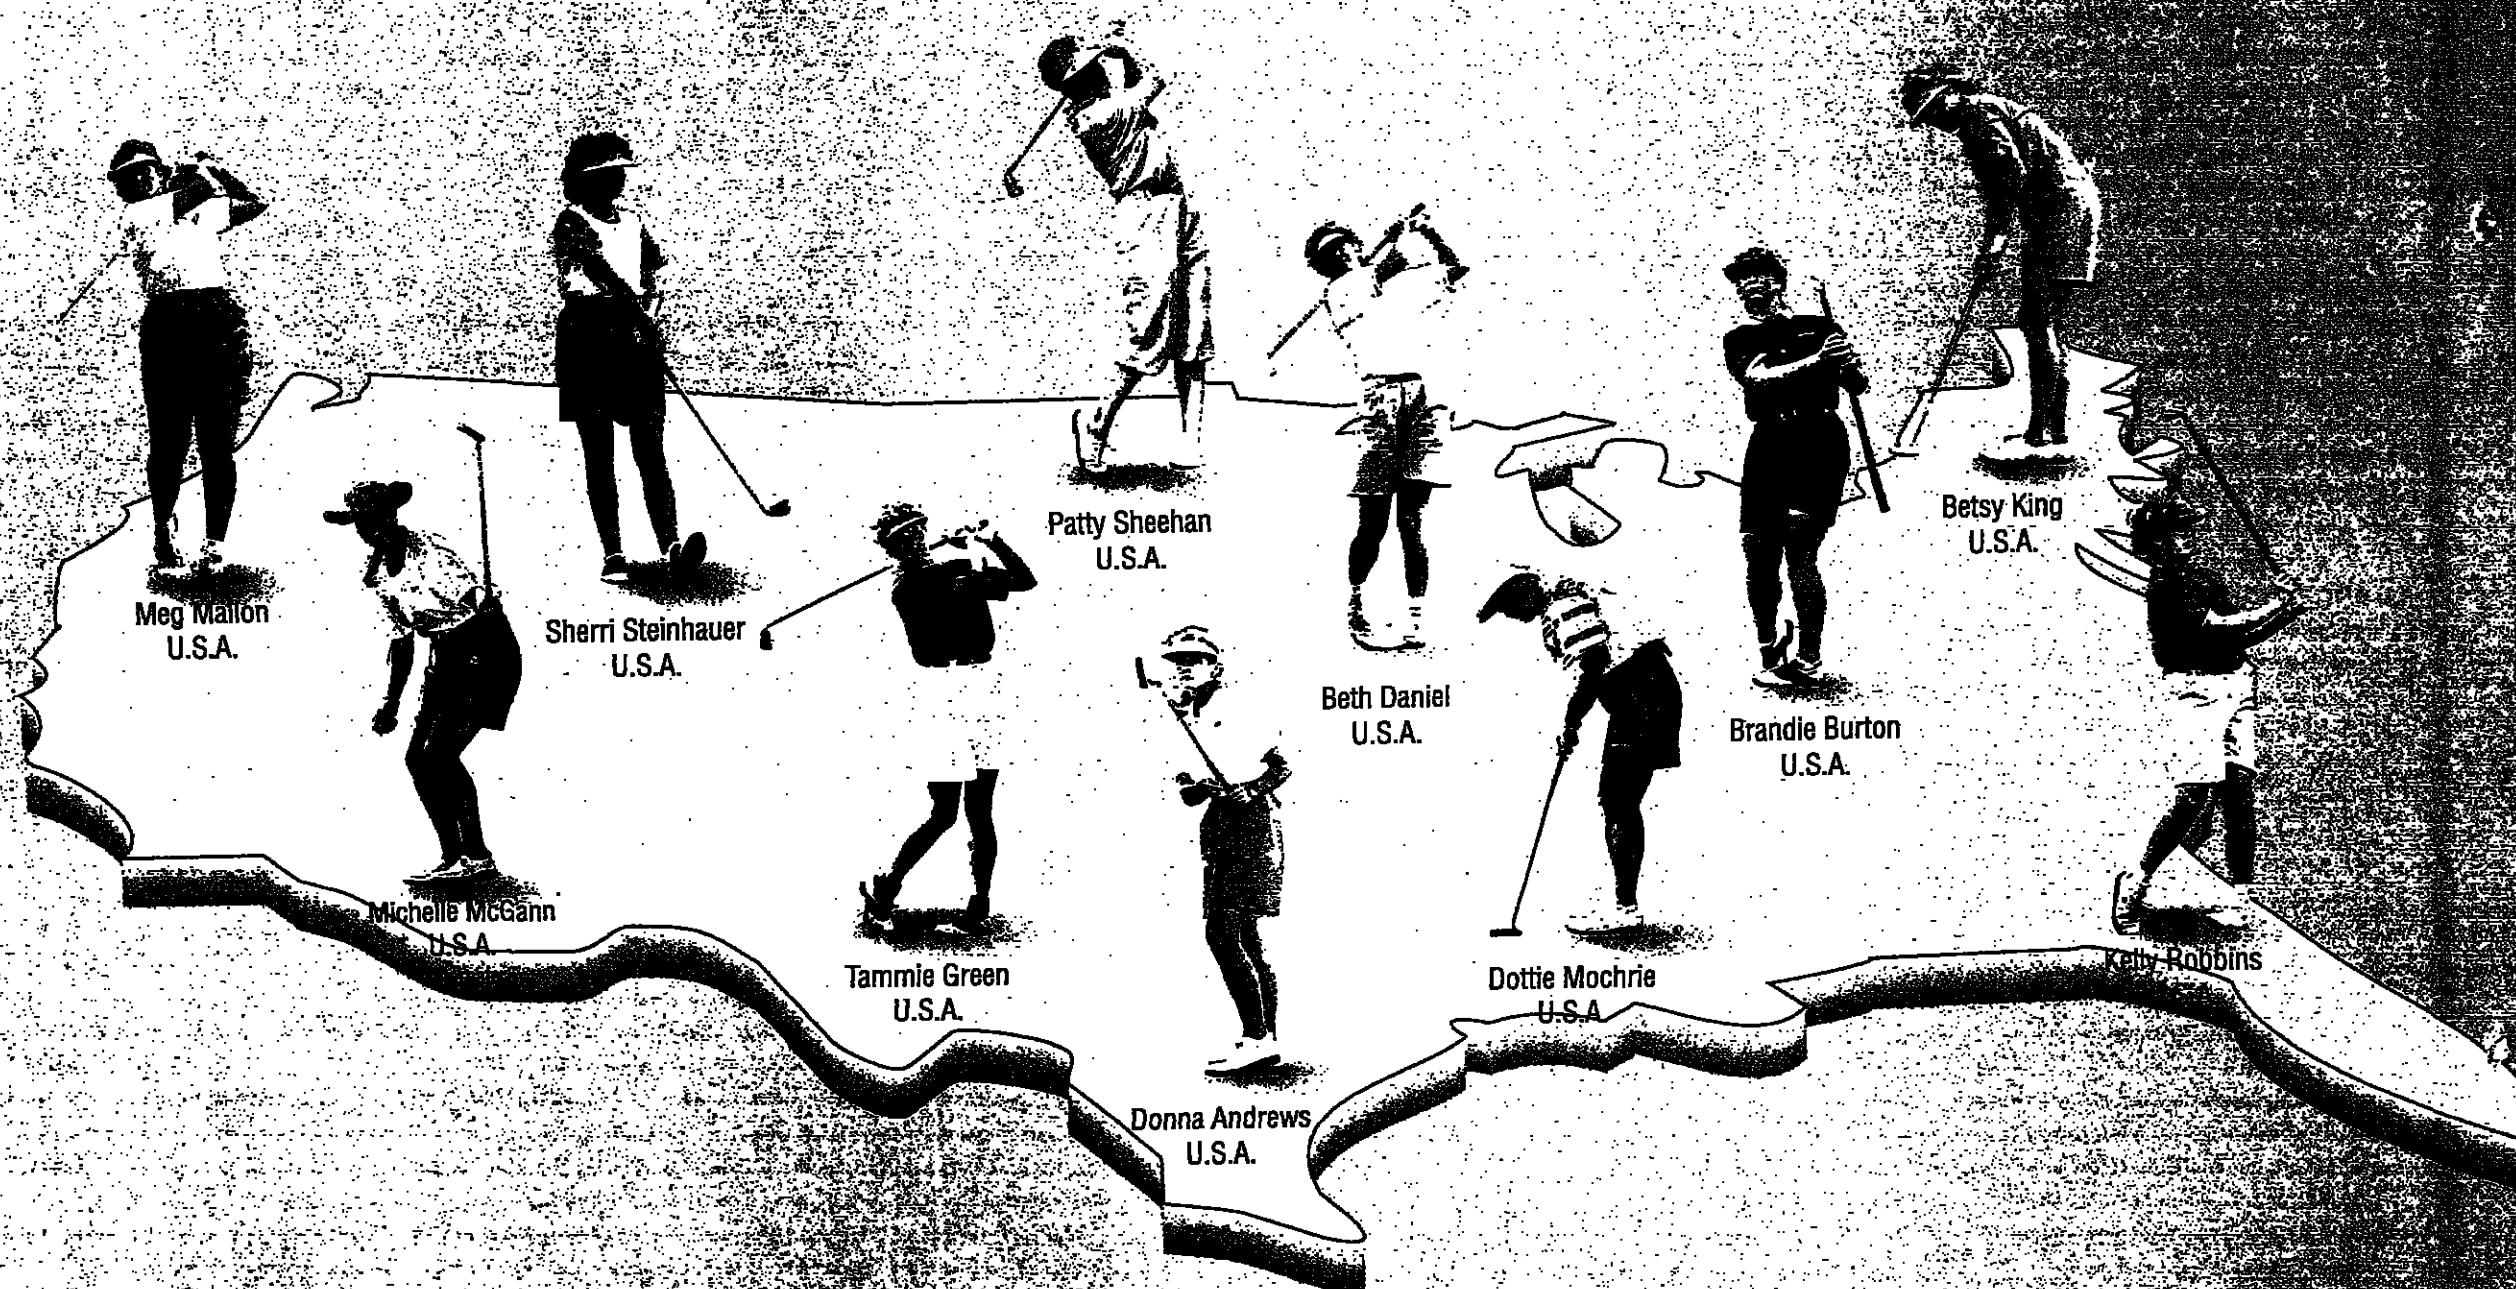 Patty Sheehan
U.S.A.
Betsy King
U.S.A.
Meg Mallon
U.S.A.
Sherri Steinhauer
U.S.A.
Beth Daniel
U.S.A.
Brandie Burton
U.S.A.
Michelle McGann
U.S.A.
Tammie Green
U.S.A.
Dottie Mochrie
U.S.A.
Kelly Robbins
Donna Andrews
U.S.A.